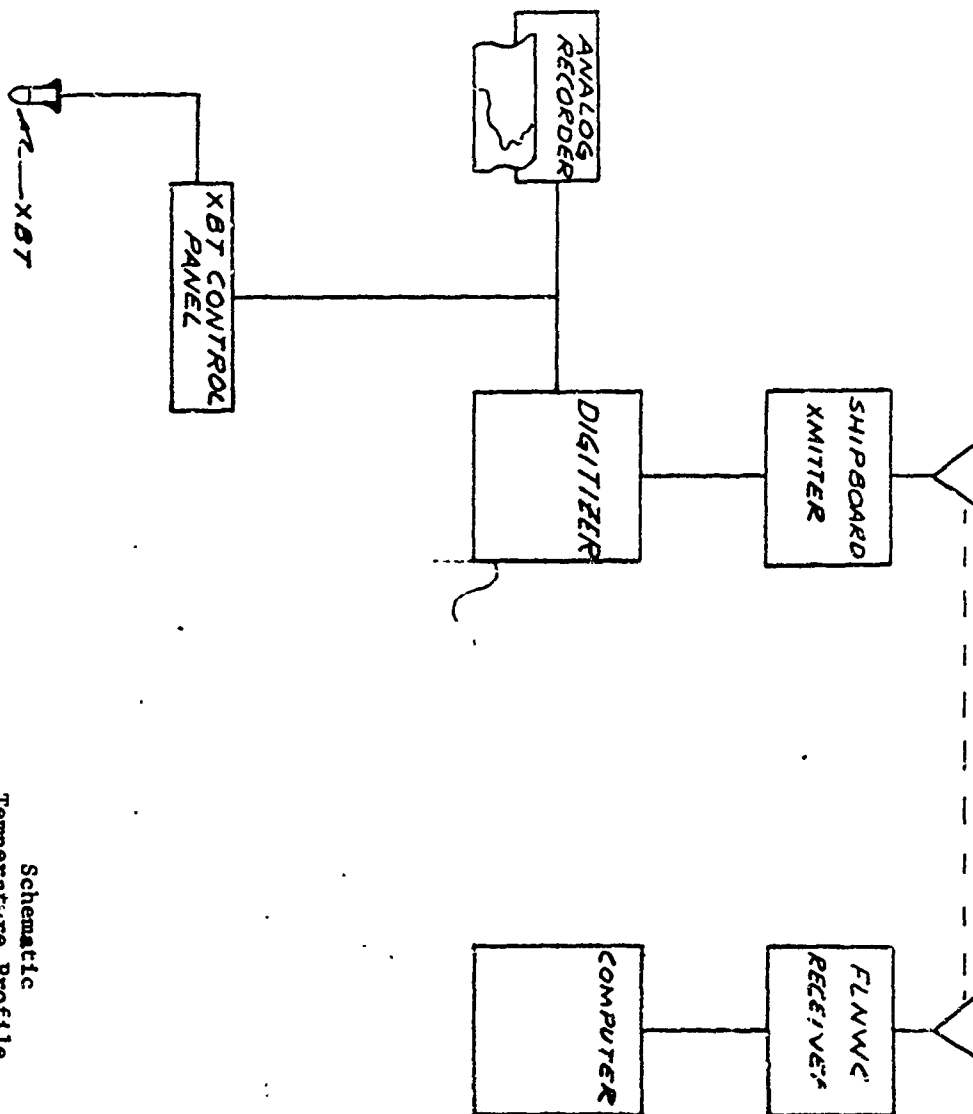 ANALOG
RECORDER
XBT
XBT CONTROL
PANEL
DIGITIZER
SHIPBOARD
XMITTER
FLNWC
RECEIVER
COMPUTER
Schematic
Temperature Profile